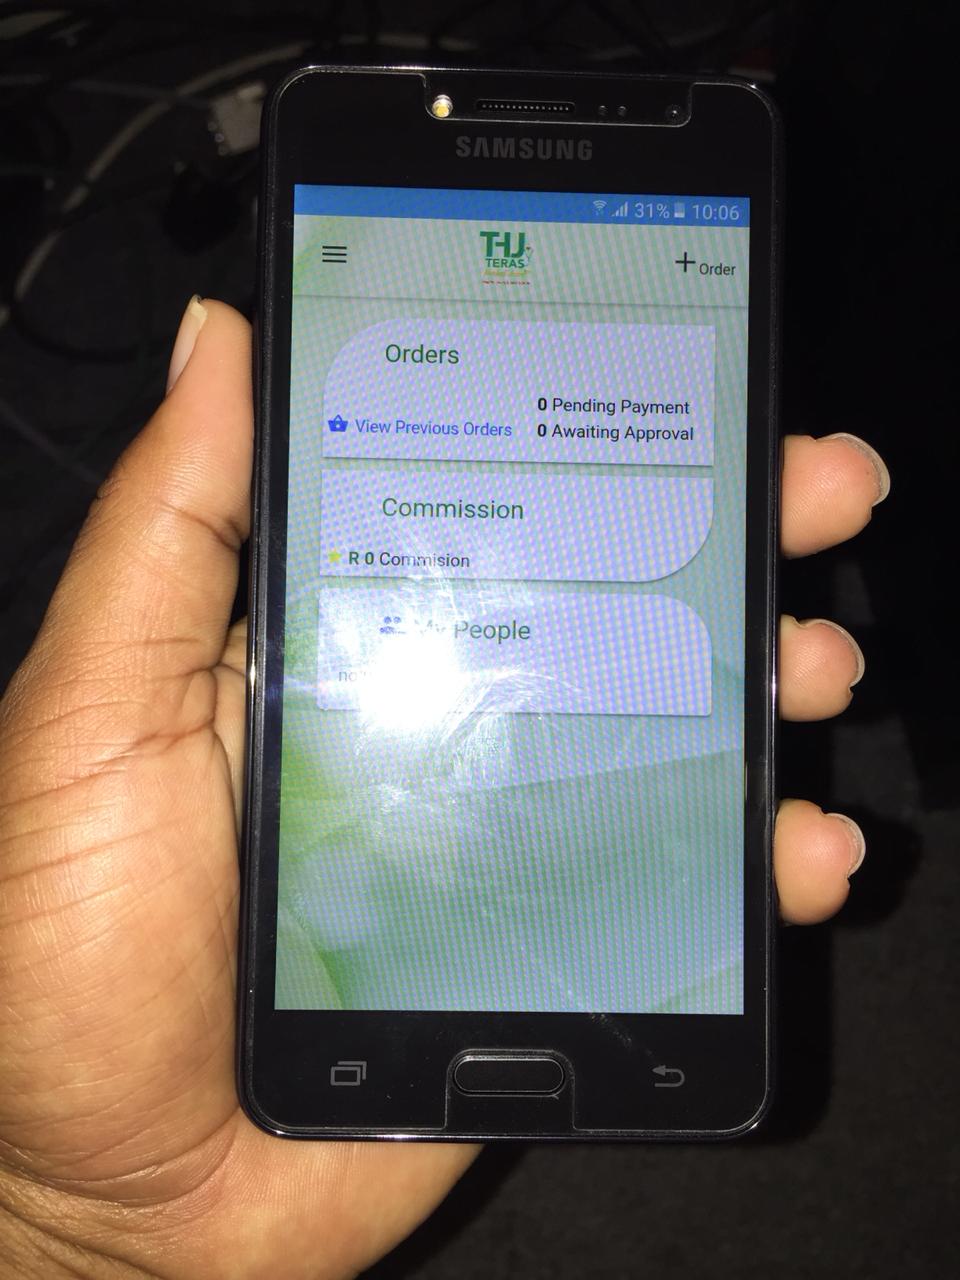 SAMSUNG
31% 10:06
THJ
TERAS
Order
Orders
0 Pending Payment
View Previous Orders
0 Awaiting Approval
Commission
R 0 Commision
My People